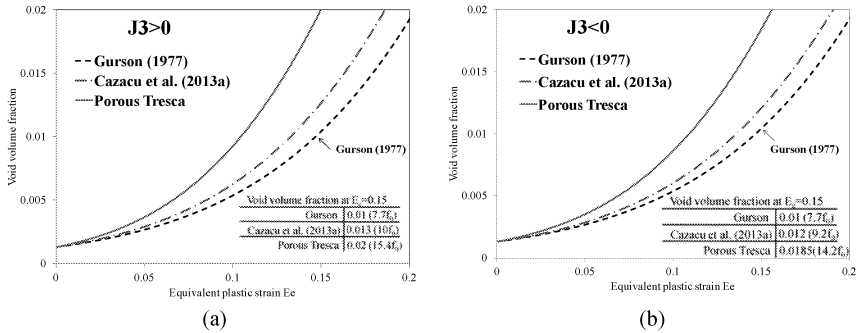 J3>0
Gurson (1977)
Cazacu et al. (2013a)
Porous Tresca
Void volume fraction
0.02
0.015
0.01
0.005
0
Gurson (1977)
Void volume fraction at Ee=0.15
Gurson 0.01 (7.7f0)
Cazacu et al. (2013a) 0.013 (10f0)
Porous Tresca 0.02 (15.4f0)
0 0.05 0.1 0.15 0.2
Equivalent plastic strain Ee
(a)
J3<0
Gurson (1977)
Cazacu et al. (2013a)
Porous Tresca
Void volume fraction
0.02
0.015
0.01
0.005
0
Gurson (1977)
Void volume fraction at Ee=0.15
Gurson 0.01 (7.7f0)
Cazacu et al. (2013a) 0.012 (9.2f0)
Porous Tresca 0.0185(14.2f0)
0 0.05 0.1 0.15 0.2
Equivalent plastic strain Ee
(b)